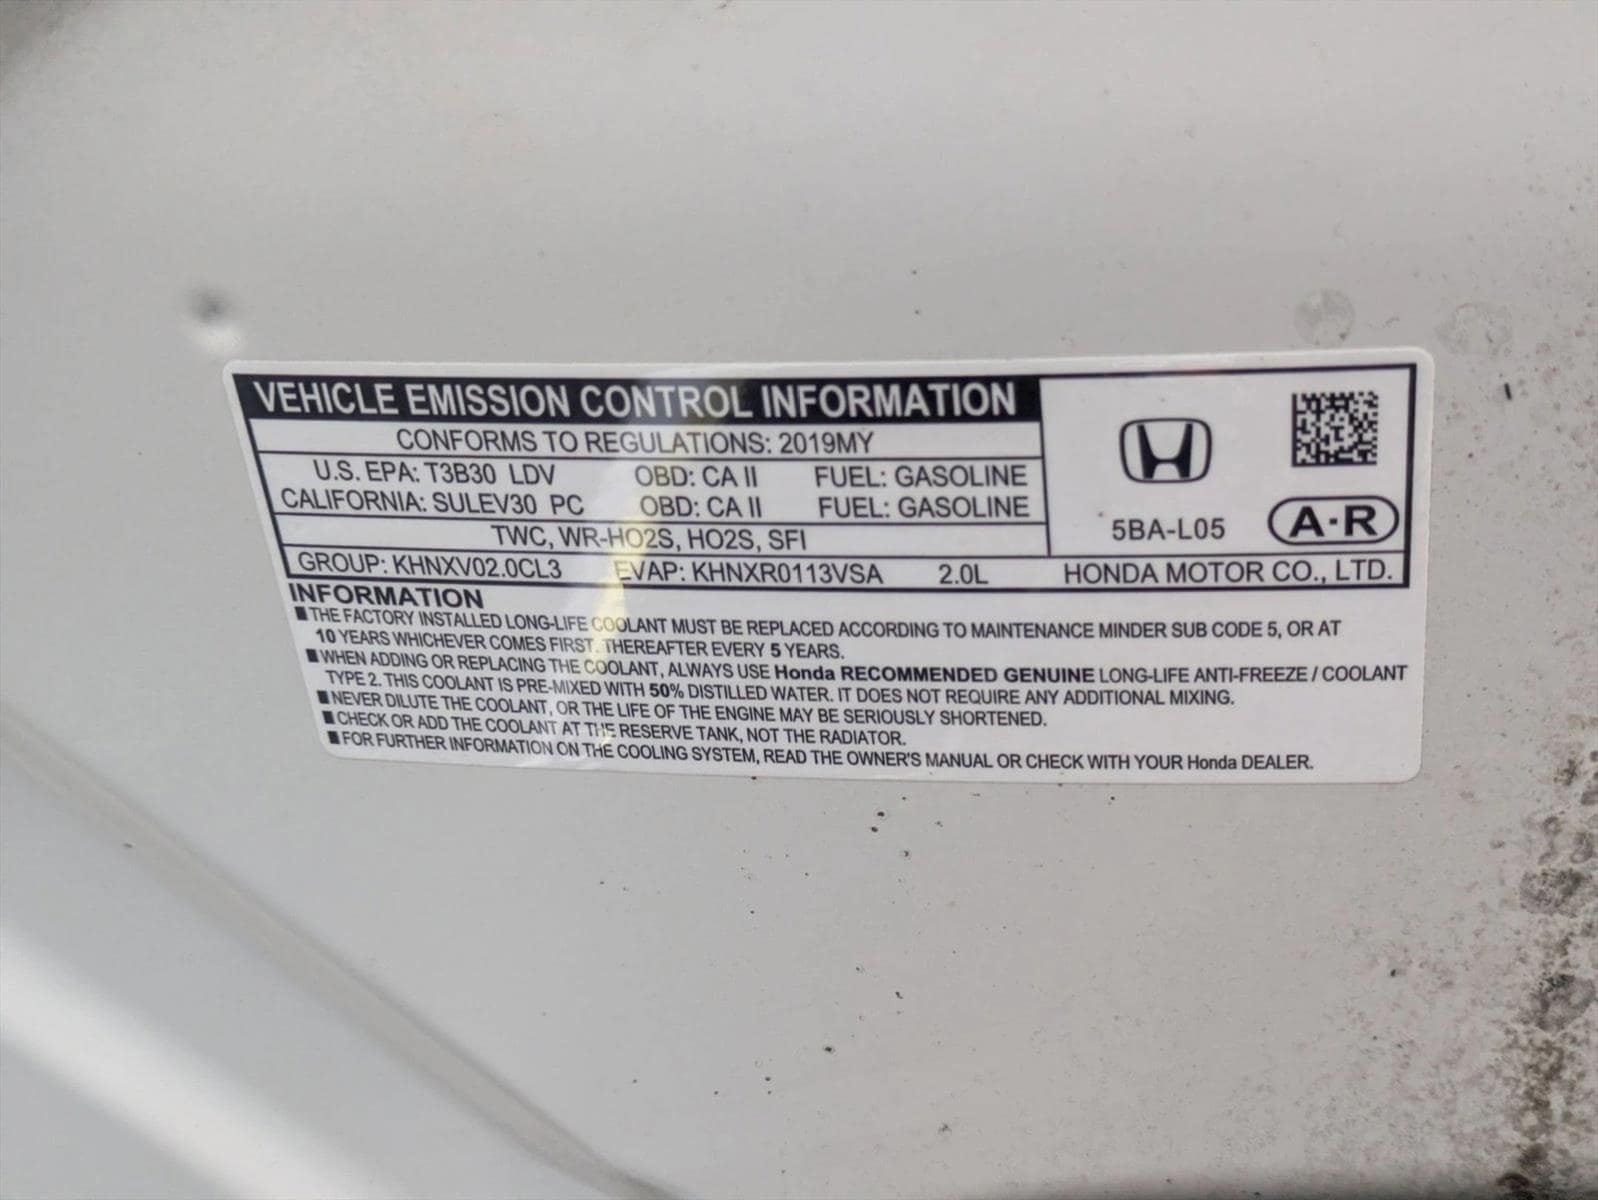 VEHICLE EMISSION CONTROL INFORMATION
CONFORMS TO REGULATIONS: 2019MY
U.S. EPA: T3B30 LDV OBD: CA II FUEL: GASOLINE
CALIFORNIA: SULEV30 PC OBD: CA II FUEL: GASOLINE
TWC, WR-HO2S, HO2S, SFI
5BA-L05 A·R
GROUP: KHNXV02.0CL3 EVAP: KHNXR0113VSA 2.0L HONDA MOTOR CO., LTD.
INFORMATION
■ THE FACTORY INSTALLED LONG-LIFE COOLANT MUST BE REPLACED ACCORDING TO MAINTENANCE MINDER SUB CODE 5, OR AT
10 YEARS WHICHEVER COMES FIRST. THEREAFTER EVERY 5 YEARS.
■ WHEN ADDING OR REPLACING THE COOLANT, ALWAYS USE Honda RECOMMENDED GENUINE LONG-LIFE ANTI-FREEZE / COOLANT
TYPE 2. THIS COOLANT IS PRE-MIXED WITH 50% DISTILLED WATER. IT DOES NOT REQUIRE ANY ADDITIONAL MIXING.
■ NEVER DILUTE THE COOLANT, OR THE LIFE OF THE ENGINE MAY BE SERIOUSLY SHORTENED.
■ CHECK OR ADD THE COOLANT AT THE RESERVE TANK, NOT THE RADIATOR.
■ FOR FURTHER INFORMATION ON THE COOLING SYSTEM, READ THE OWNER'S MANUAL OR CHECK WITH YOUR Honda DEALER.